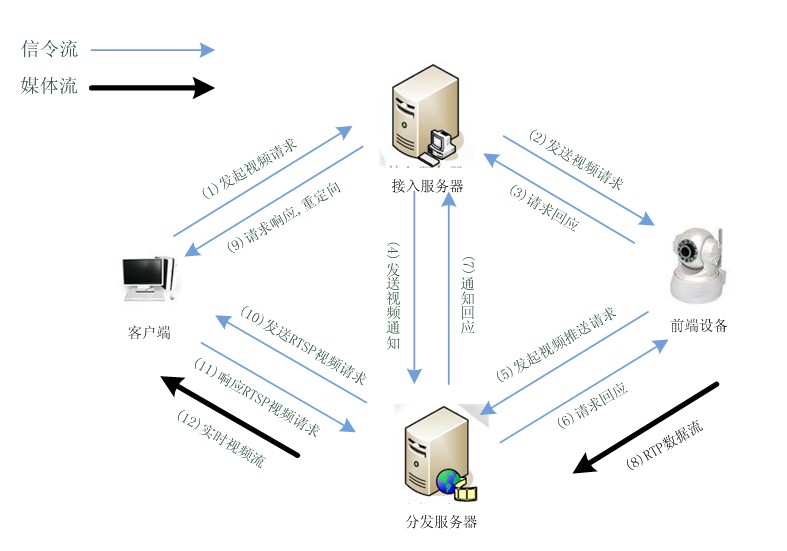 信令流
媒体流
(1)发起视频请求
(2)发送视频请求
接入服务器
(3)请求回应
(9)请求响应,重定向
(4)发送视频通知
(7)通知回应
客户端
前端设备
(10)发送RTSP视频请求
(5)发起视频推送请求
(11)响应RTSP视频请求
(6)请求回应
(12)实时视频流
(8)RTP数据流
分发服务器